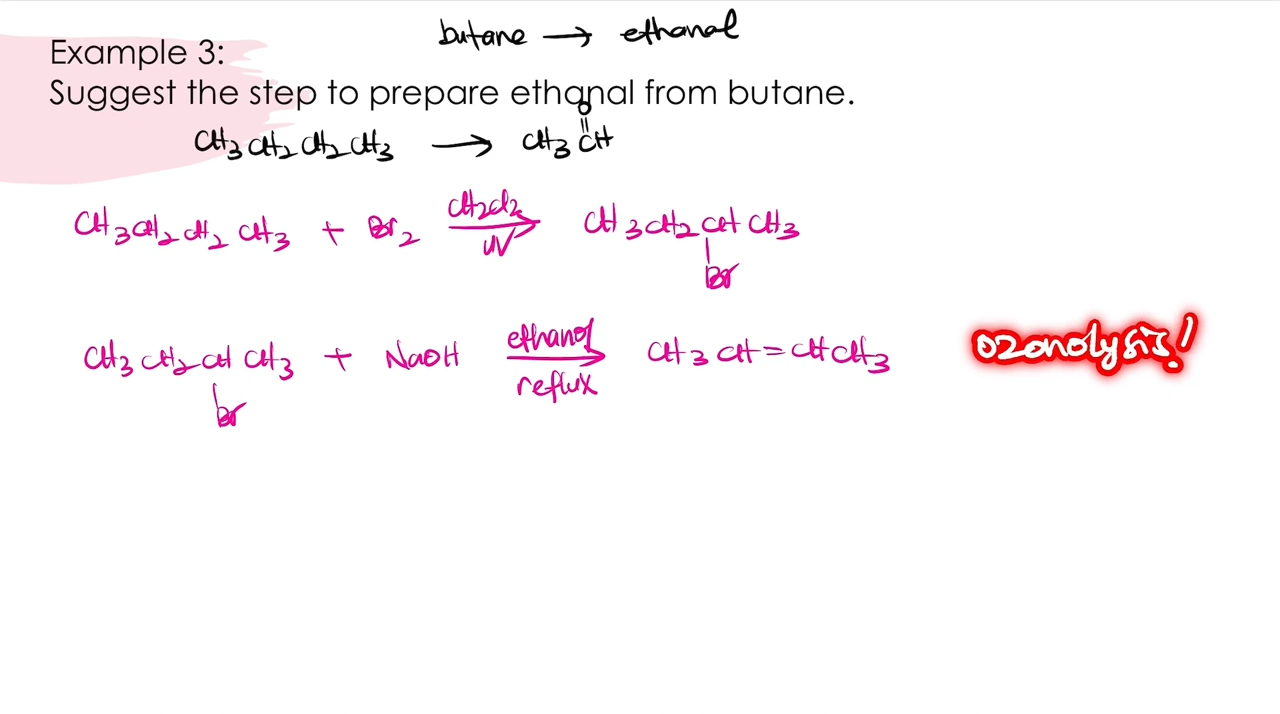 butane → ethanal
Example 3:
Suggest the step to prepare ethanal from butane.
O
||
CH3CH2CH2CH3 → CH3CH
CH3CH2CH2CH3 + Br2 CH2Cl2 → UV CH3CH2CHCH3
|
Br
CH3CH2CHCH3 + NaOH ethanol → reflux CH3CH=CHCH3 ozonolysis!
|
Br